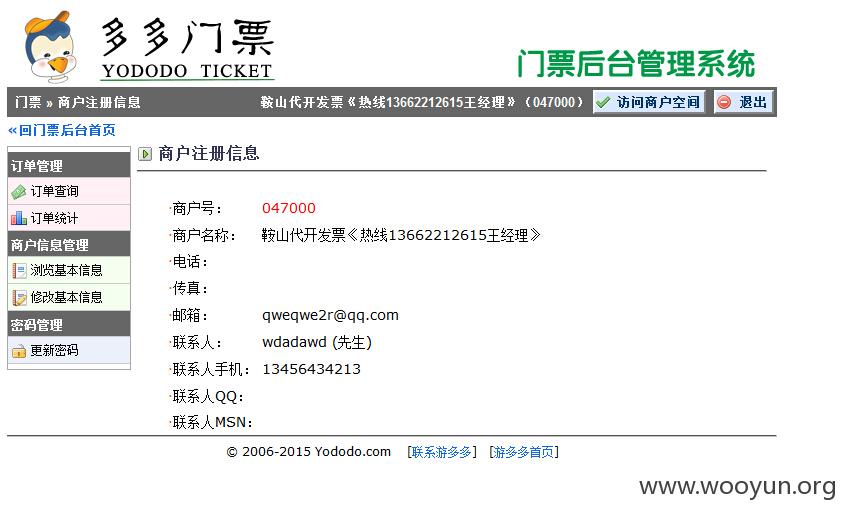 多多门票
YODODO TICKET
门票后台管理系统
门票 » 商户注册信息 鞍山代开发票《热线13662212615王经理》（047000） 访问商户空间 退出
«回门票后台首页
订单管理
订单查询
订单统计
商户信息管理
浏览基本信息
修改基本信息
密码管理
更新密码
商户注册信息
·商户号： 047000
·商户名称： 鞍山代开发票《热线13662212615王经理》
·电话：
·传真：
·邮箱： qweqwe2r@qq.com
·联系人： wdadawd (先生)
·联系人手机： 13456434213
·联系人QQ：
·联系人MSN：
© 2006-2015 Yododo.com [联系游多多] [游多多首页]
www.wooyun.org